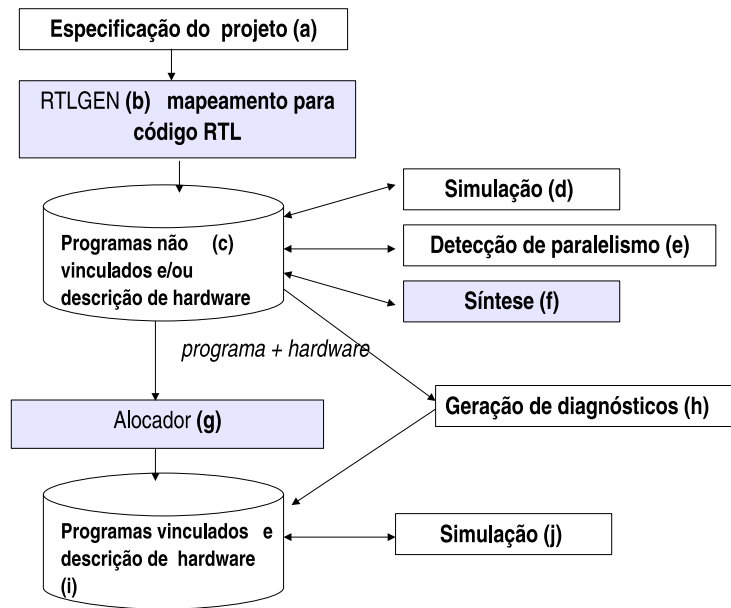 Especificação do projeto (a)
RTLGEN (b) mapeamento para
código RTL
Simulação (d)
Programas não (c)
vinculados e/ou
descrição de hardware
Detecção de paralelismo (e)
Síntese (f)
programa + hardware
Alocador (g)
Geração de diagnósticos (h)
Programas vinculados e
descrição de hardware
(i)
Simulação (j)